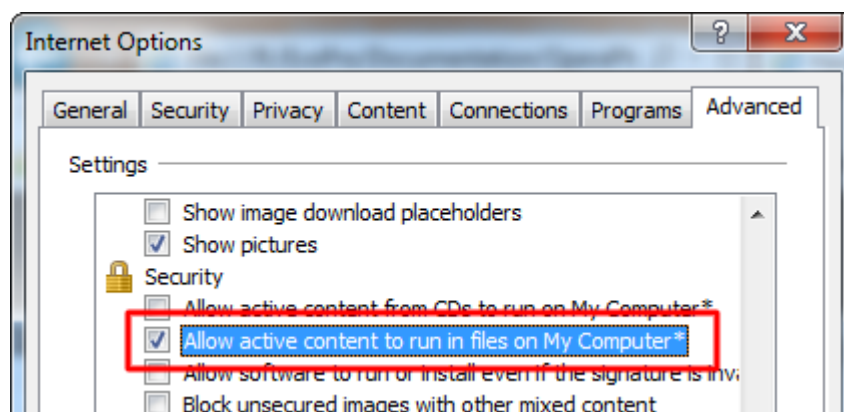 Internet Options
General Security Privacy Content Connections Programs Advanced
Settings
Show image download placeholders
Show pictures
Security
Allow active content from CDs to run on My Computer*
Allow active content to run in files on My Computer*
Allow software to run or install even if the signature is inva
Block unsecured images with other mixed content